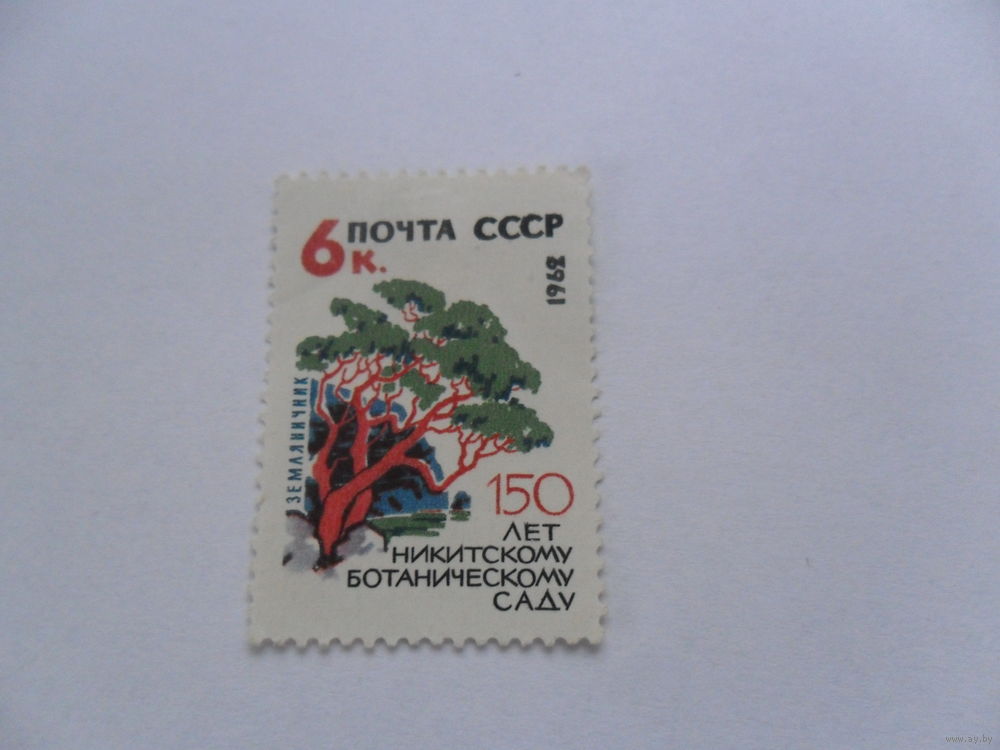 6 к.
ПОЧТА СССР
1962
ЗЕМЛЯНИЧНИК
150
ЛЕТ
НИКИТСКОМУ
БОТАНИЧЕСКОМУ
САДУ
www.ay.by